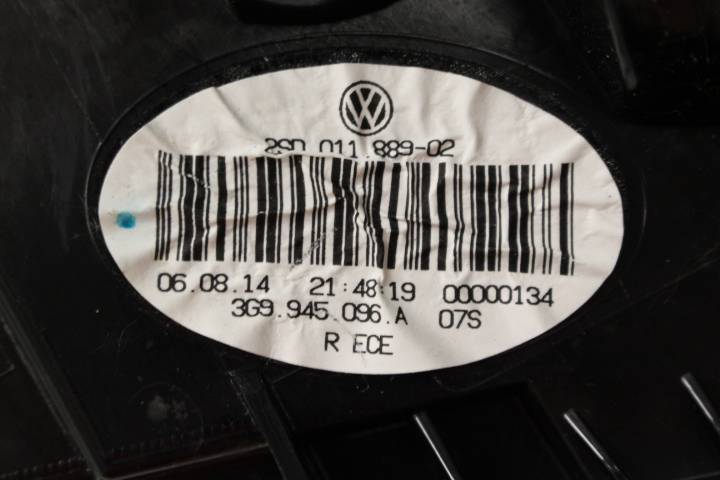 2SD 011.889-02
06.08.14 21:48:19 00000134
3G9.945.096.A 07S
R ECE